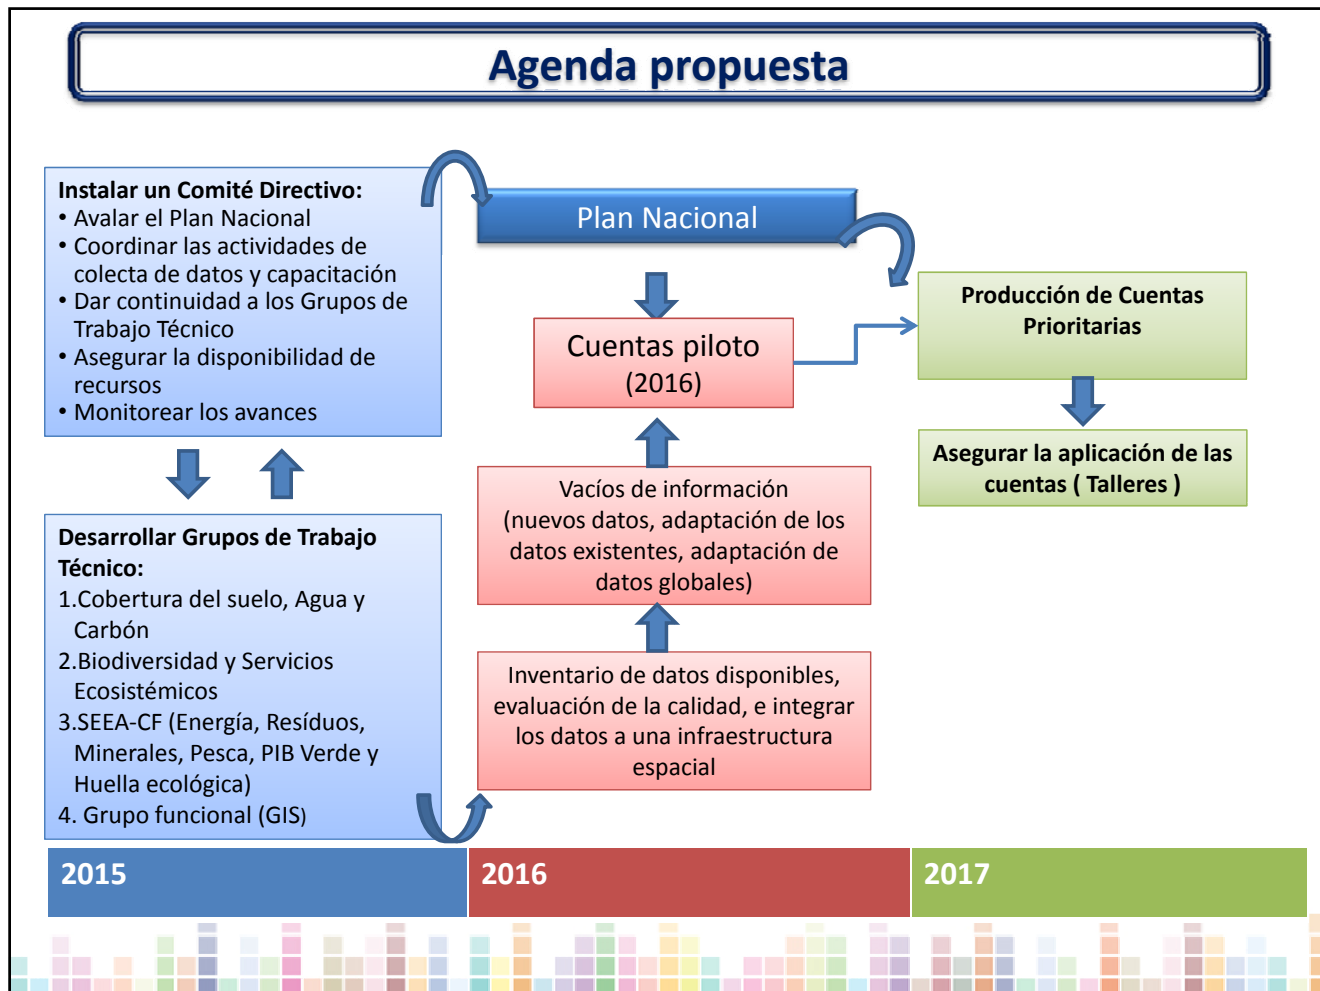 Agenda propuesta
Instalar un Comité Directivo:
• Avalar el Plan Nacional
• Coordinar las actividades de
colecta de datos y capacitación
• Dar continuidad a los Grupos de
Trabajo Técnico
• Asegurar la disponibilidad de
recursos
• Monitorear los avances
Desarrollar Grupos de Trabajo
Técnico:
1.Cobertura del suelo, Agua y
Carbón
2.Biodiversidad y Servicios
Ecosistémicos
3.SEEA-CF (Energía, Resíduos,
Minerales, Pesca, PIB Verde y
Huella ecológica)
4. Grupo funcional (GIS)
Plan Nacional
Cuentas piloto
(2016)
Vacíos de información
(nuevos datos, adaptación de los
datos existentes, adaptación de
datos globales)
Inventario de datos disponibles,
evaluación de la calidad, e integrar
los datos a una infraestructura
espacial
Producción de Cuentas
Prioritarias
Asegurar la aplicación de las
cuentas ( Talleres )
2015
2016
2017